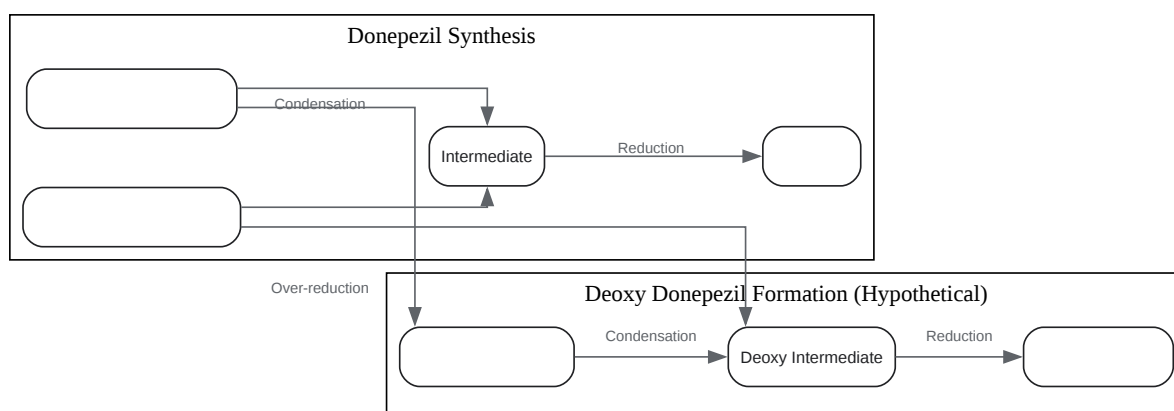 Donepezil Synthesis
Condensation
Intermediate
Reduction
Over-reduction
Deoxy Donepezil Formation (Hypothetical)
Condensation
Deoxy Intermediate
Reduction